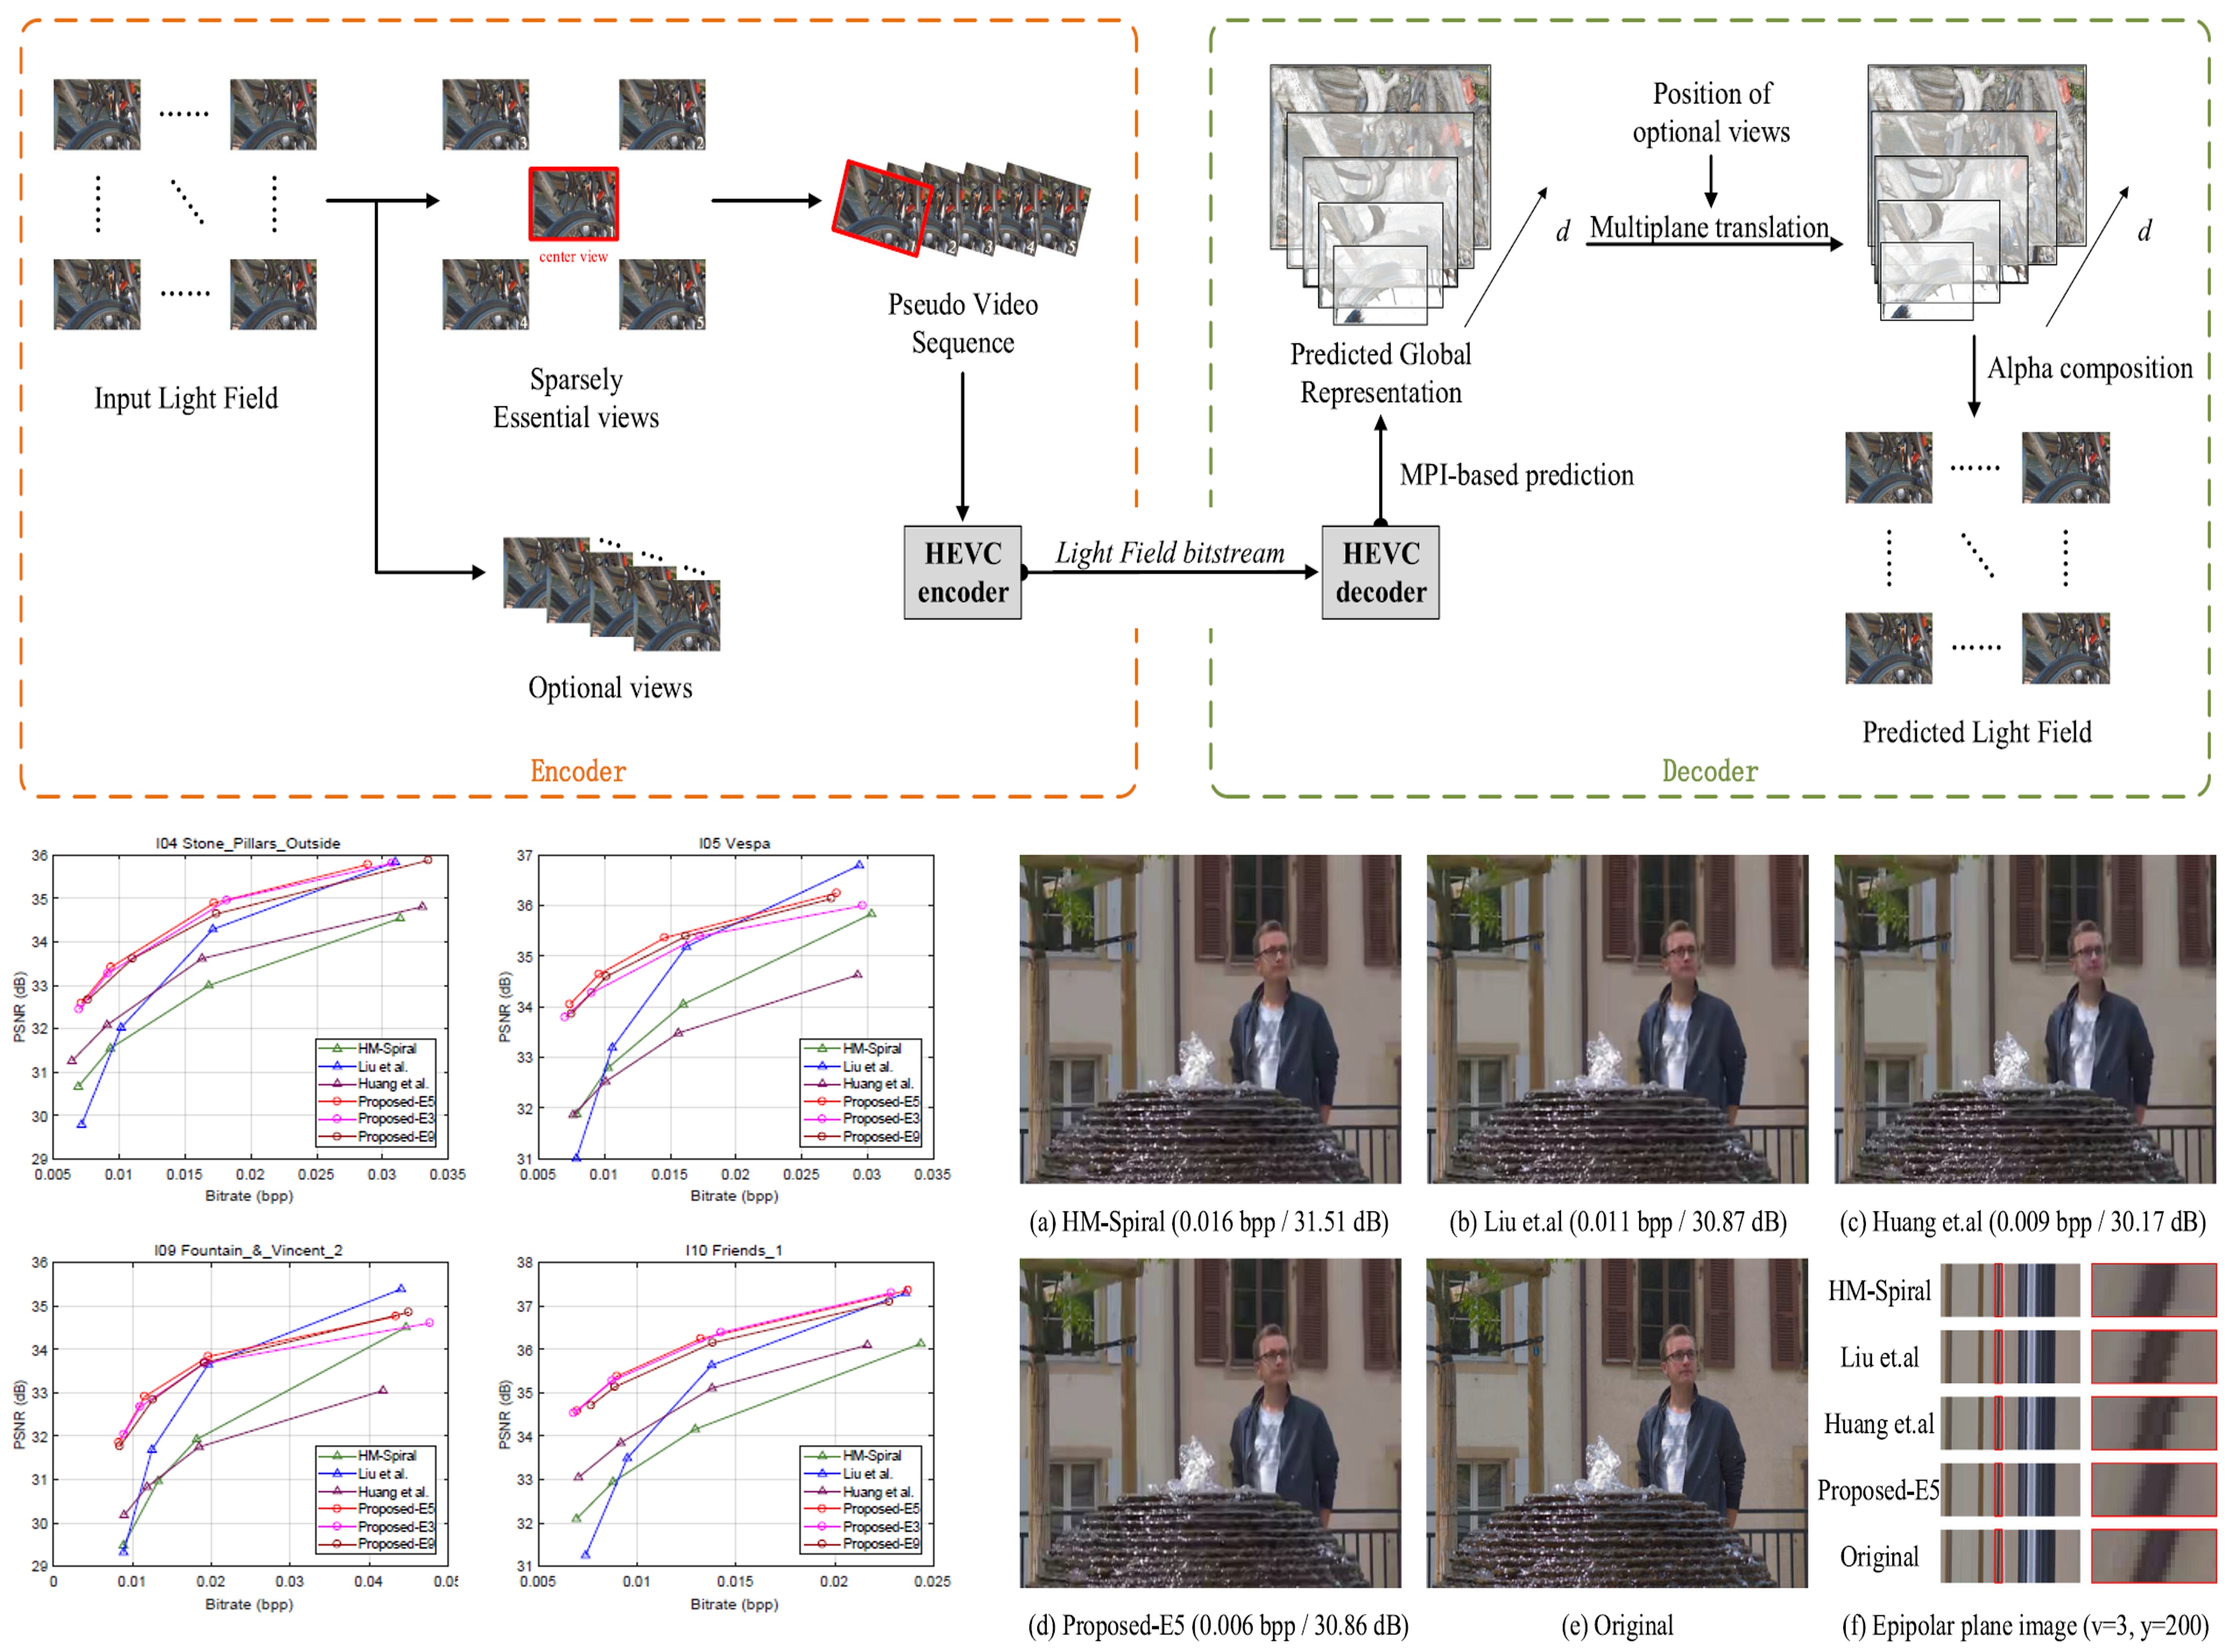 Input Light Field
3
2
1
center view
4
5
Sparsely
Essential views
1
2
3
4
5
Pseudo Video
Sequence
Optional views
HEVC
encoder
Encoder
Light Field bitstream
HEVC
decoder
MPI-based prediction
Predicted Global
Representation
d
Position of
optional views
Multiplane translation
d
Alpha composition
Predicted Light Field
Decoder
I04 Stone_Pillars_Outside
PSNR (dB)
36
35
34
33
32
31
30
29
0.005
0.01
0.015
0.02
0.025
0.03
0.035
Bitrate (bpp)
HM-Spiral
Liu et al.
Huang et al.
Proposed-E5
Proposed-E3
Proposed-E9
I05 Vespa
PSNR (dB)
37
36
35
34
33
32
31
0.005
0.01
0.015
0.02
0.025
0.03
0.035
Bitrate (bpp)
HM-Spiral
Liu et al.
Huang et al.
Proposed-E5
Proposed-E3
Proposed-E9
I09 Fountain_&_Vincent_2
PSNR (dB)
36
35
34
33
32
31
30
29
0
0.01
0.02
0.03
0.04
0.05
Bitrate (bpp)
HM-Spiral
Liu et al.
Huang et al.
Proposed-E5
Proposed-E3
Proposed-E9
I10 Friends_1
PSNR (dB)
38
37
36
35
34
33
32
31
0.005
0.01
0.015
0.02
0.025
Bitrate (bpp)
HM-Spiral
Liu et al.
Huang et al.
Proposed-E5
Proposed-E3
Proposed-E9
(a) HM-Spiral (0.016 bpp / 31.51 dB)
(b) Liu et.al (0.011 bpp / 30.87 dB)
(c) Huang et.al (0.009 bpp / 30.17 dB)
HM-Spiral
Liu et.al
Huang et.al
Proposed-E5
Original
(d) Proposed-E5 (0.006 bpp / 30.86 dB)
(e) Original
(f) Epipolar plane image (v=3, y=200)